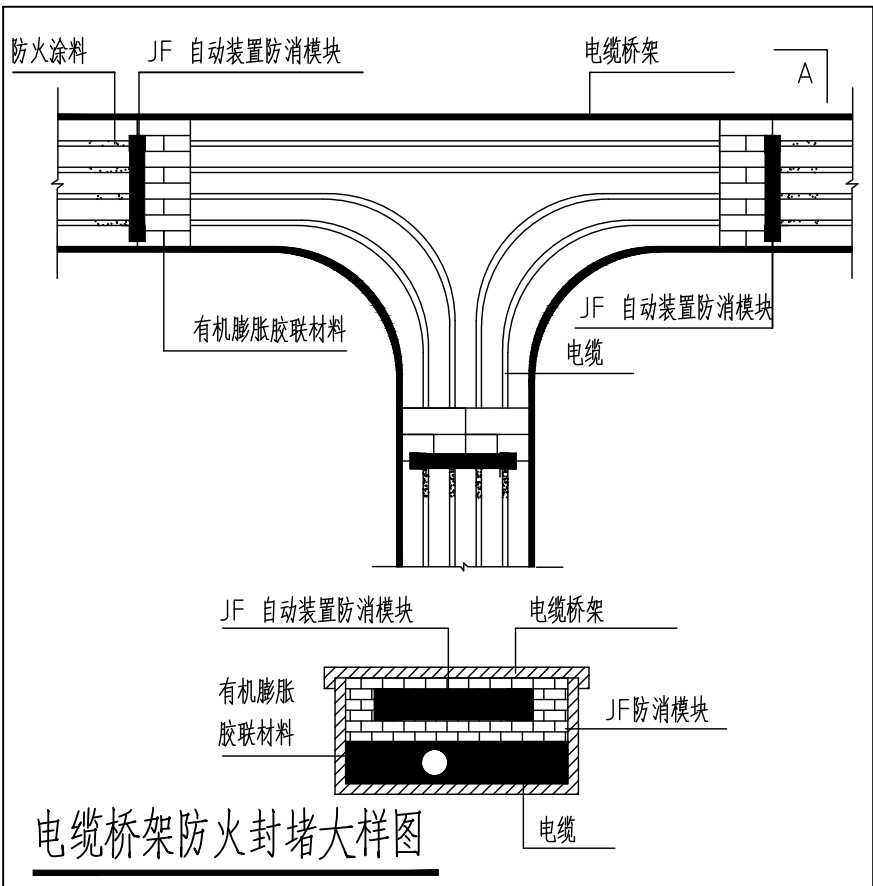 防火涂料
JF 自动装置防消模块
电缆桥架
A
JF 自动装置防消模块
有机膨胀胶联材料
电缆
JF 自动装置防消模块
电缆桥架
有机膨胀
胶联材料
JF防消模块
电缆
电缆桥架防火封堵大样图